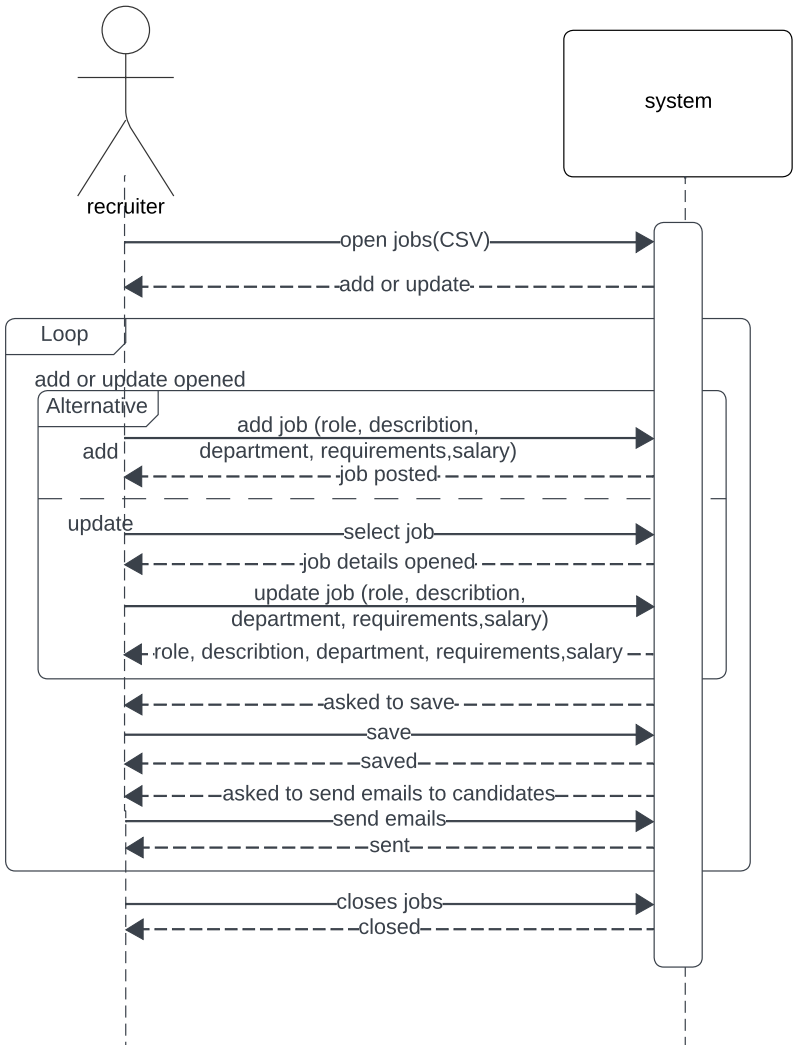 system
recruiter
open jobs(CSV)
add or update
Loop
add or update opened
Alternative
add job (role, describtion,
add
department, requirements,salary)
job posted
update
select job
job details opened
update job (role, describtion,
department, requirements,salary)
role, describtion, department, requirements,salary
asked to save
save
saved
asked to send emails to candidates
send emails
sent
closes jobs
closed